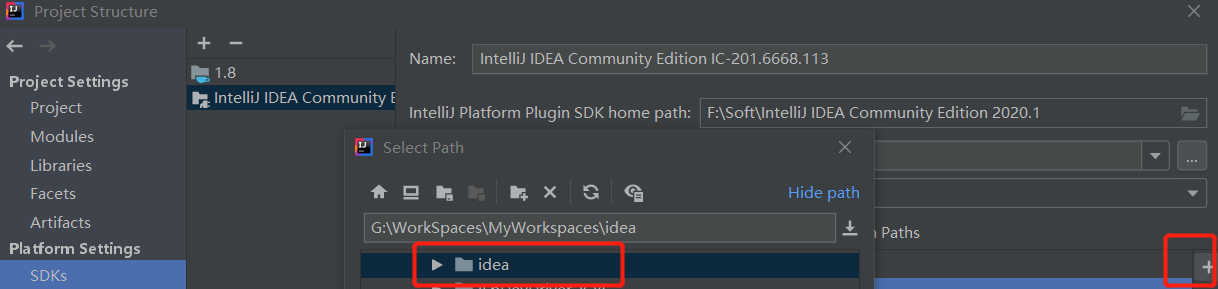 Project Structure
Project Settings
Project
Modules
Libraries
Facets
Artifacts
Platform Settings
SDKs
1.8
IntelliJ IDEA Community E
Name: IntelliJ IDEA Community Edition IC-201.6668.113
IntelliJ Platform Plugin SDK home path: F:\Soft\IntelliJ IDEA Community Edition 2020.1
...
Paths
Select Path
Hide path
G:\WorkSpaces\MyWorkspaces\idea
idea